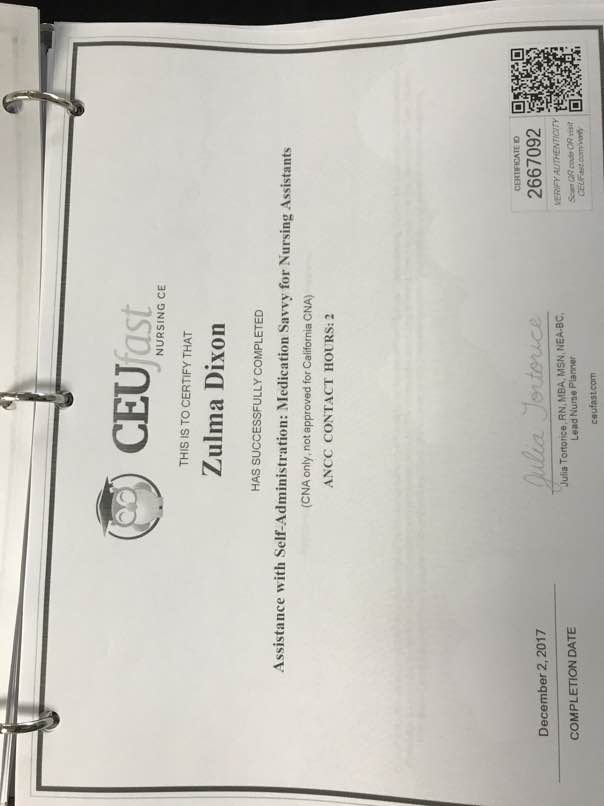 CEUfast
NURSING CE
THIS IS TO CERTIFY THAT
Zulma Dixon
HAS SUCCESSFULLY COMPLETED
Assistance with Self-Administration: Medication Savvy for Nursing Assistants
(CNA only, not approved for California CNA)
ANCC CONTACT HOURS: 2
December 2, 2017
COMPLETION DATE
Julia Tortorice
Julia Tortorice, RN, MBA, MSN, NEA-BC,
Lead Nurse Planner
ceufast.com
CERTIFICATE ID
2667092
VERIFY AUTHENTICITY
Scan QR code OR visit
CEUFast.com/verify